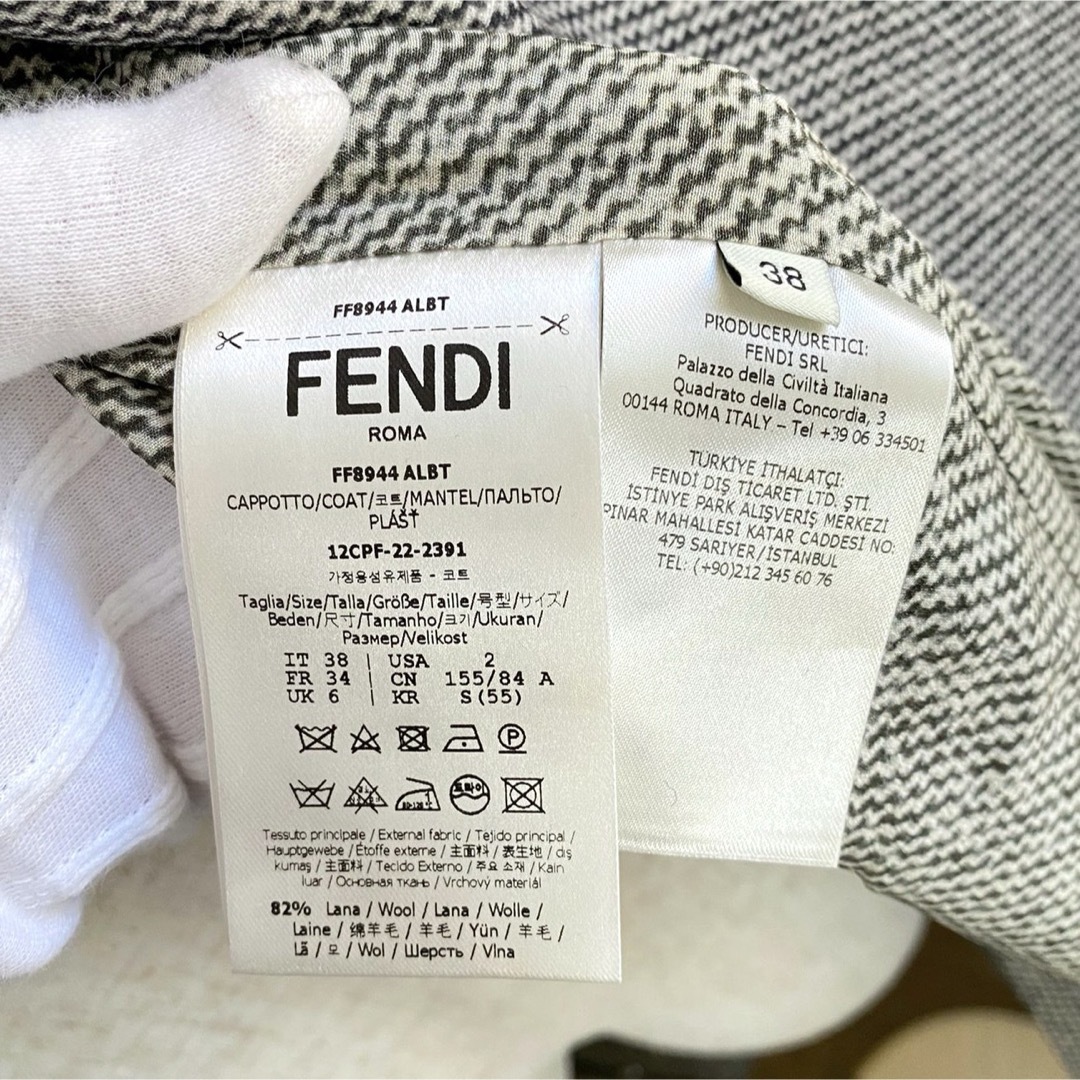 FF8944 ALBT
FENDI
ROMA
FF8944 ALBT
CAPPOTTO/COAT/코트/MANTEL/ПАЛЬТО/
PLÁŠŤ
12CPF-22-2391
가정용섬유제품 - 코트
Taglia/Size/Talla/Größe/Taille/号型/サイズ/
Beden/尺寸/Tamanho/크기/Ukuran/
Размер/Velikost
IT 38 | USA 2
FR 34 | CN 155/84 A
UK 6 | KR S(55)
P
드라이
80-120℃
Tessuto principale / External fabric / Tejido principal /
Hauptgewebe / Étoffe externe / 主面料 / 表生地 / dış
kumaş / 主面料 / Tecido Externo / 주요 소재 / Kain
luar / Основная ткань / Vrchový materiál
82% Lana / Wool / Lana / Wolle /
Laine / 绵羊毛 / 羊毛 / Yün / 羊毛 /
Lã / 모 / Wol / Шерсть / Vlna
38
PRODUCER/URETICI:
FENDI SRL
Palazzo della Civiltà Italiana
Quadrato della Concordia, 3
00144 ROMA ITALY – Tel +39 06 334501
TÜRKİYE İTHALATÇI:
FENDİ DIŞ TİCARET LTD. ŞTİ.
İSTİNYE PARK ALIŞVERİŞ MERKEZİ
PINAR MAHALLESİ KATAR CADDESİ NO:
479 SARIYER/İSTANBUL
TEL: (+90)212 345 60 76